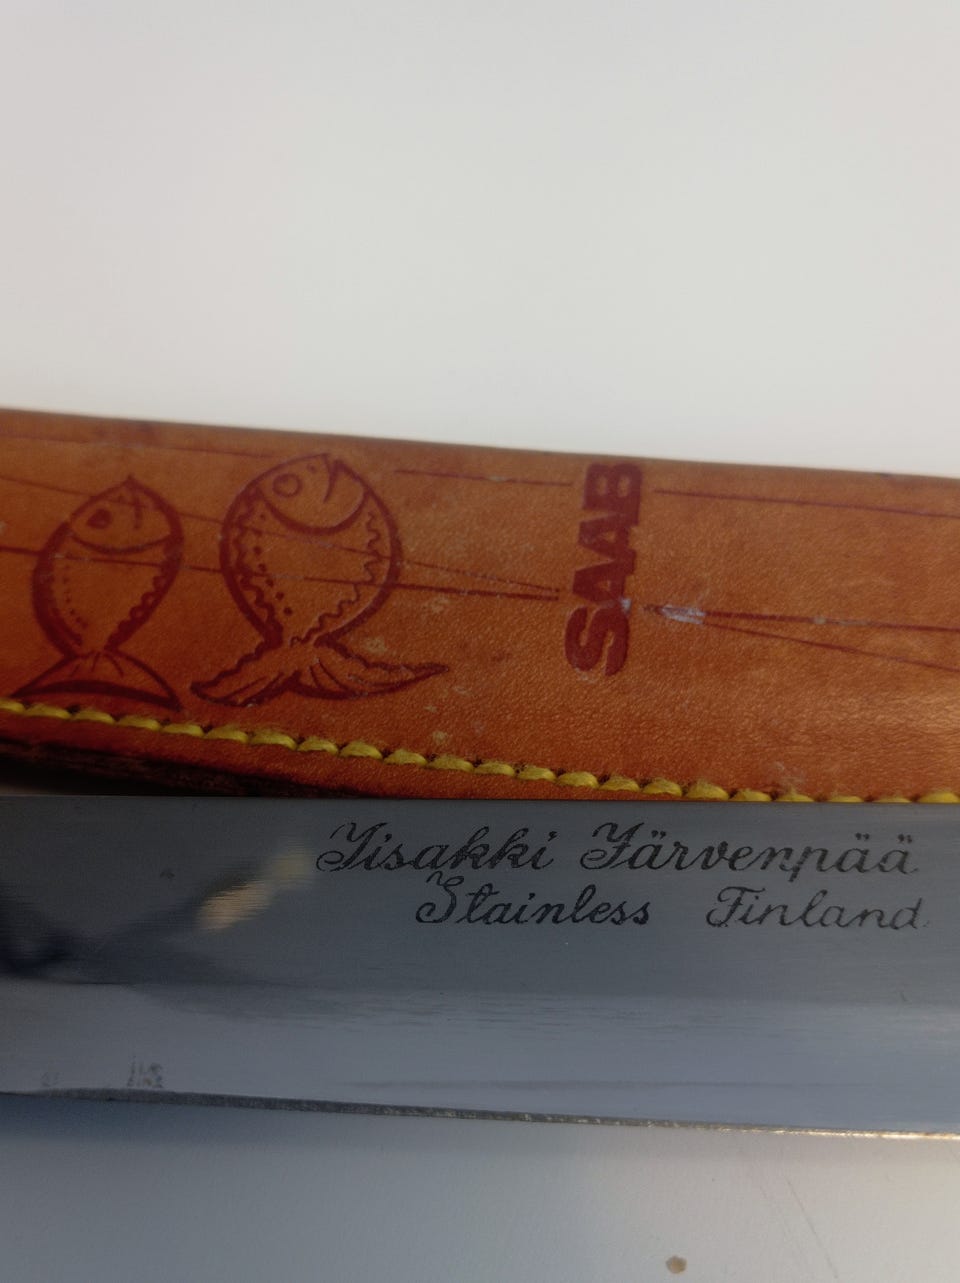 SAAB
Iisakki Järvenpää
Stainless Finland